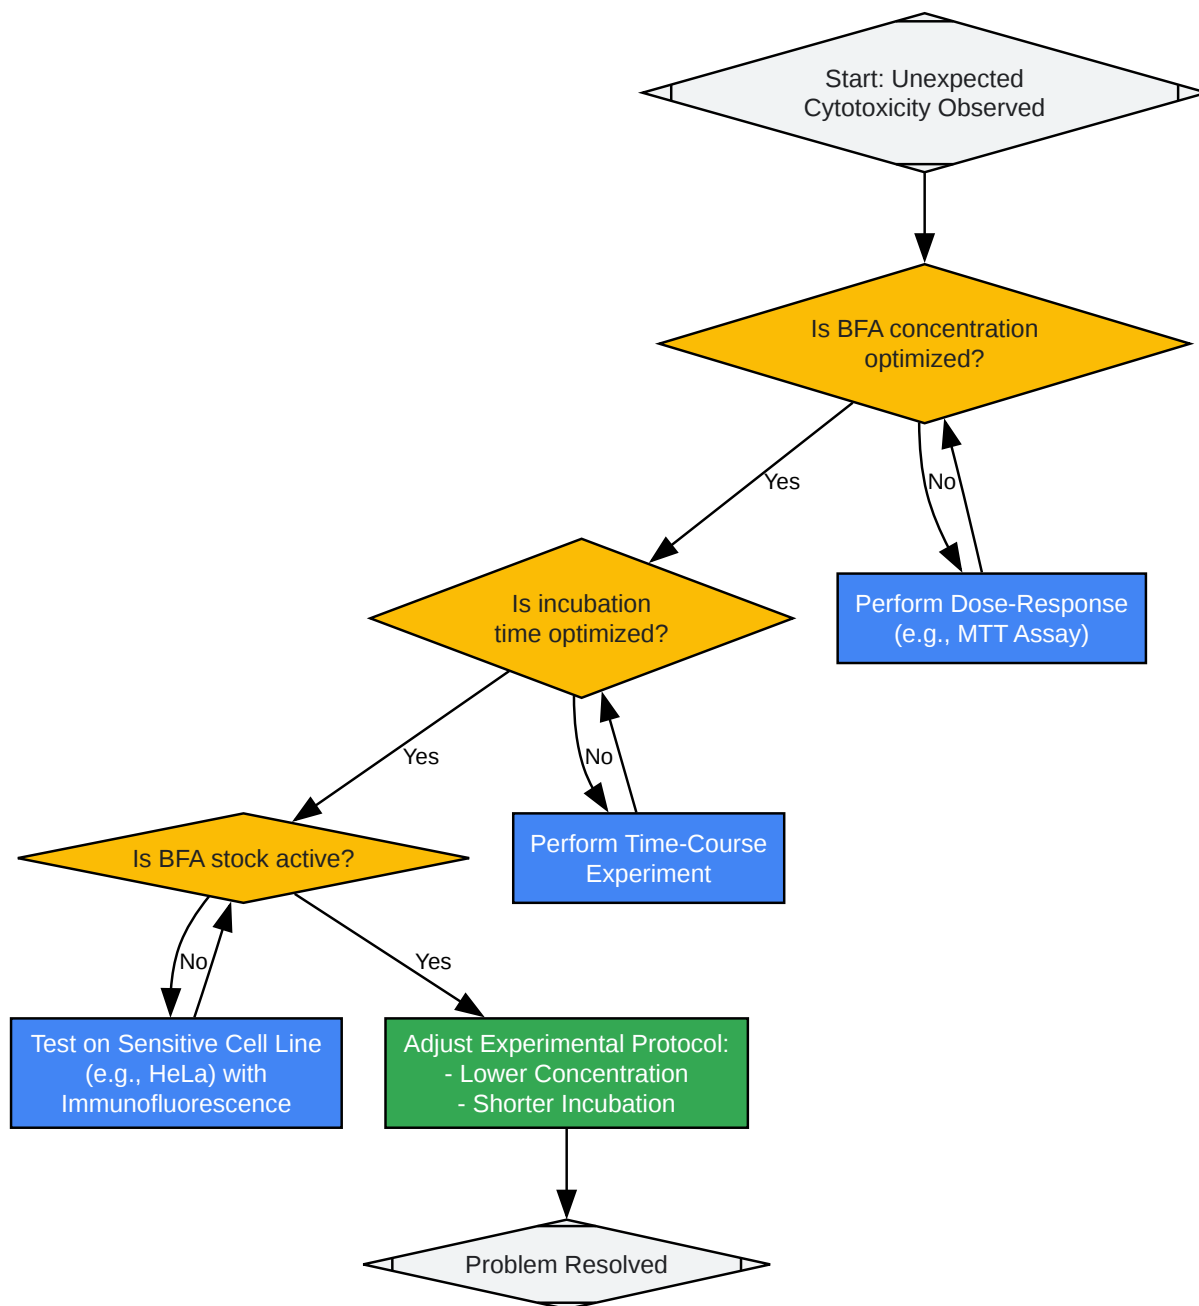 Start: Unexpected
Cytotoxicity Observed
Is BFA concentration
optimized?
Yes
No
Is incubation
time optimized?
Perform Dose-Response
(e.g., MTT Assay)
Yes
No
Is BFA stock active?
Perform Time-Course
Experiment
No
Yes
Test on Sensitive Cell Line
(e.g., HeLa) with
Immunofluorescence
Adjust Experimental Protocol:
- Lower Concentration
- Shorter Incubation
Problem Resolved